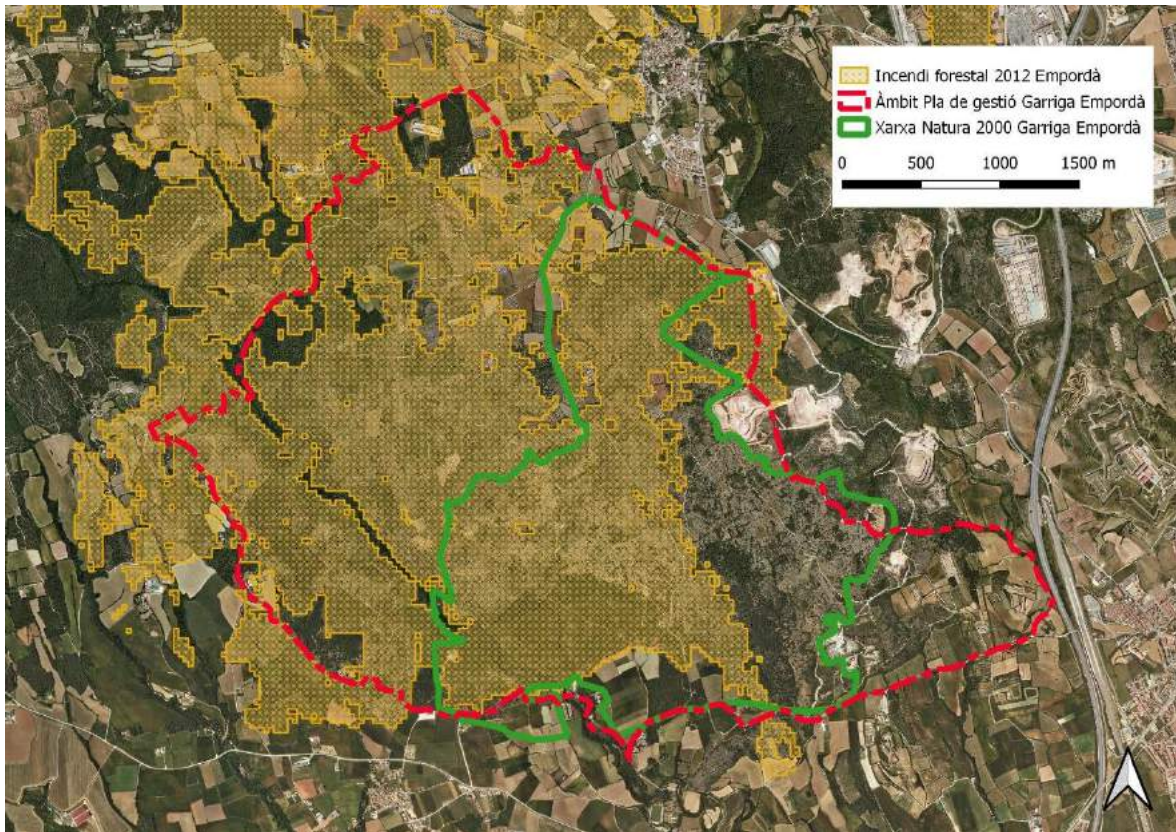 Incendi forestal 2012 Empordà
Àmbit Pla de gestió Garriga Empordà
Xarxa Natura 2000 Garriga Empordà
0 500 1000 1500 m